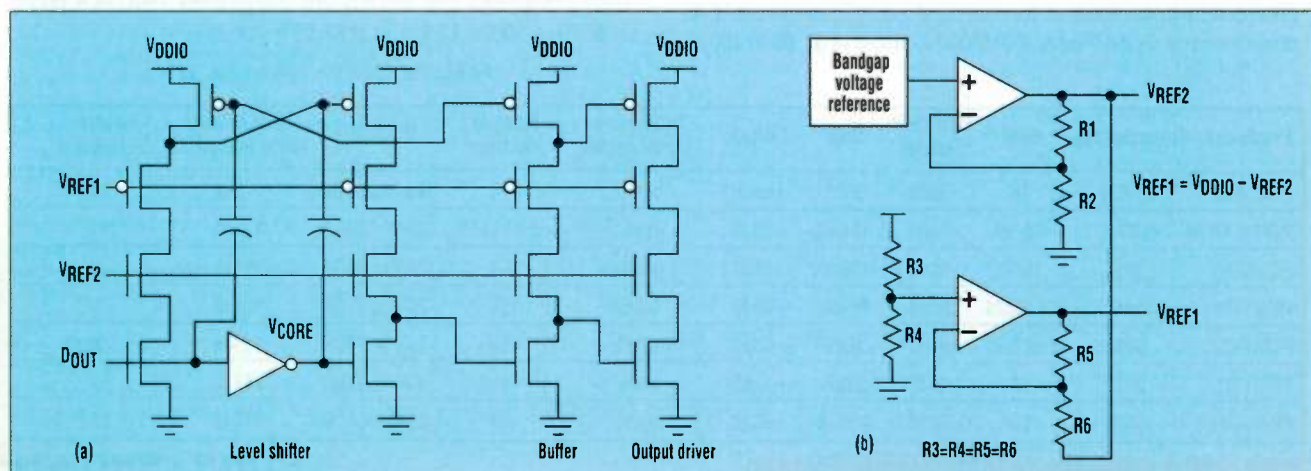 VDDIO VDDIO VDDIO VDDIO
VREF1
VREF2
VCORE
DOUT
(a) Level shifter Buffer Output driver
Bandgap
voltage
reference
+
−
VREF2
R1
R2
VREF1 = VDDIO − VREF2
R3
R4
+
−
VREF1
R5
R6
(b) R3=R4=R5=R6